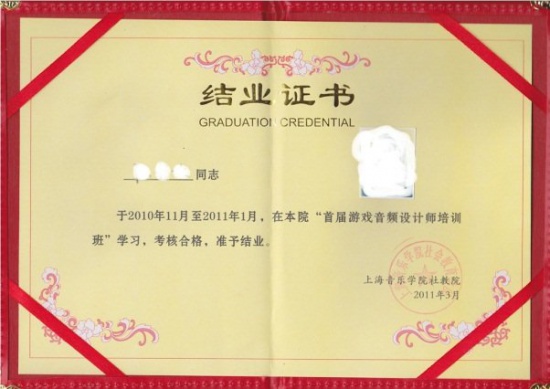 结业证书
GRADUATION CREDENTIAL
同志
于2010年11月至2011年1月，在本院“首届游戏音频设计师培训
班”学习，考核合格，准予结业。
上海音乐学院社教院
2011年3月